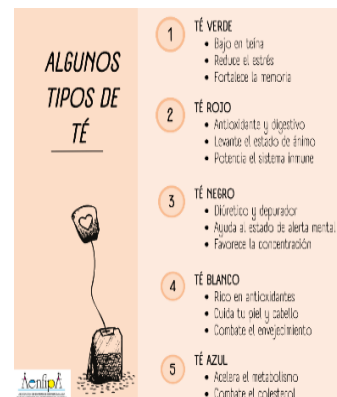 ALGUNOS
TIPOS DE
TÉ
1
TÉ VERDE
Bajo en teína
Reduce el estrés
Fortalece la memoria
2
TÉ ROJO
Antioxidante y digestivo
Levante el estado de ánimo
Potencia el sistema inmune
3
TÉ NEGRO
Diúretico y depurador
Ayuda al estado de alerta mental
Favorece la concentración
4
TÉ BLANCO
Rico en antioxidantes
Cuida tu piel y cabello
Combate el envejecimiento
5
TÉ AZUL
Acelera el metabolismo
Combate el colesterol